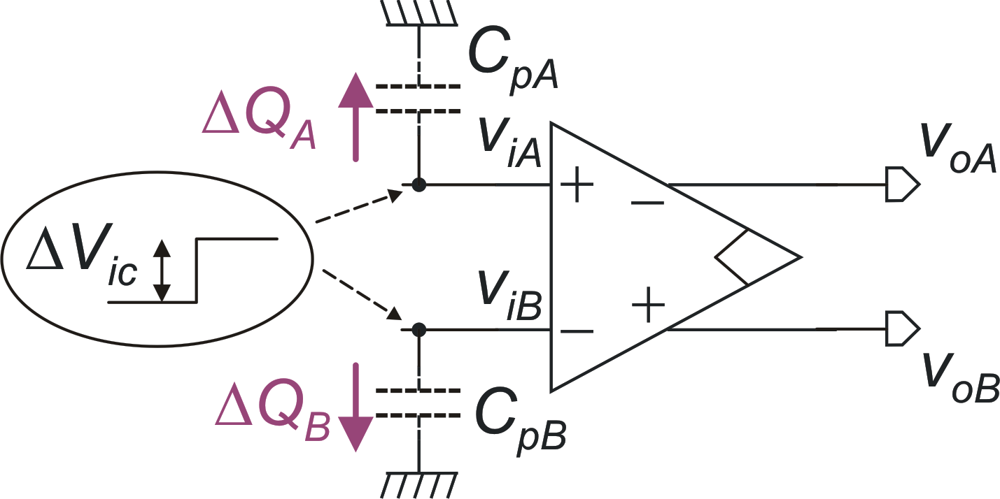 C_pA
ΔQ_A
v_iA
v_oA
+
−
ΔV_ic
v_iB
+
−
v_oB
ΔQ_B
C_pB